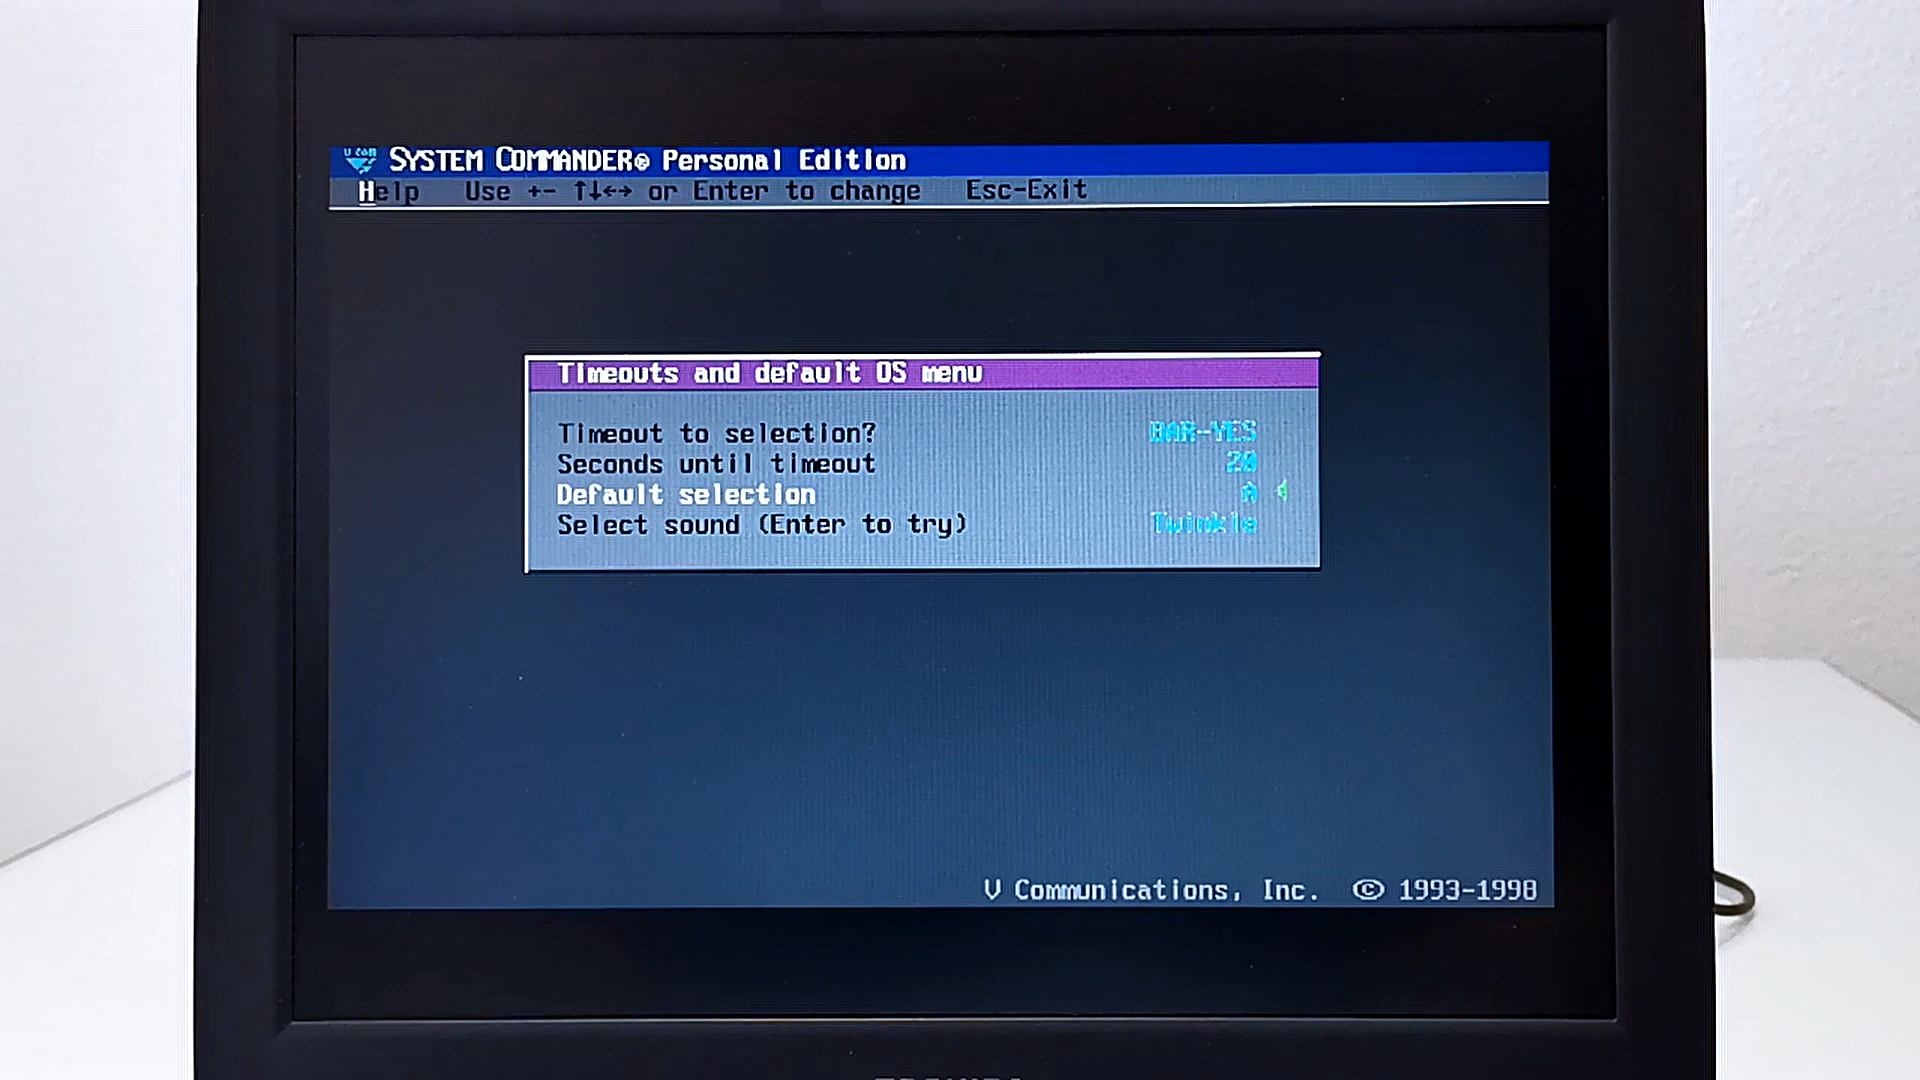 V COM SYSTEM COMMANDER® Personal Edition
Help Use +- ↑↓←→ or Enter to change Esc-Exit
Timeouts and default OS menu
Timeout to selection? BAR-YES
Seconds until timeout 20
Default selection A
Select sound (Enter to try) Twinkle
V Communications, Inc. © 1993-1998